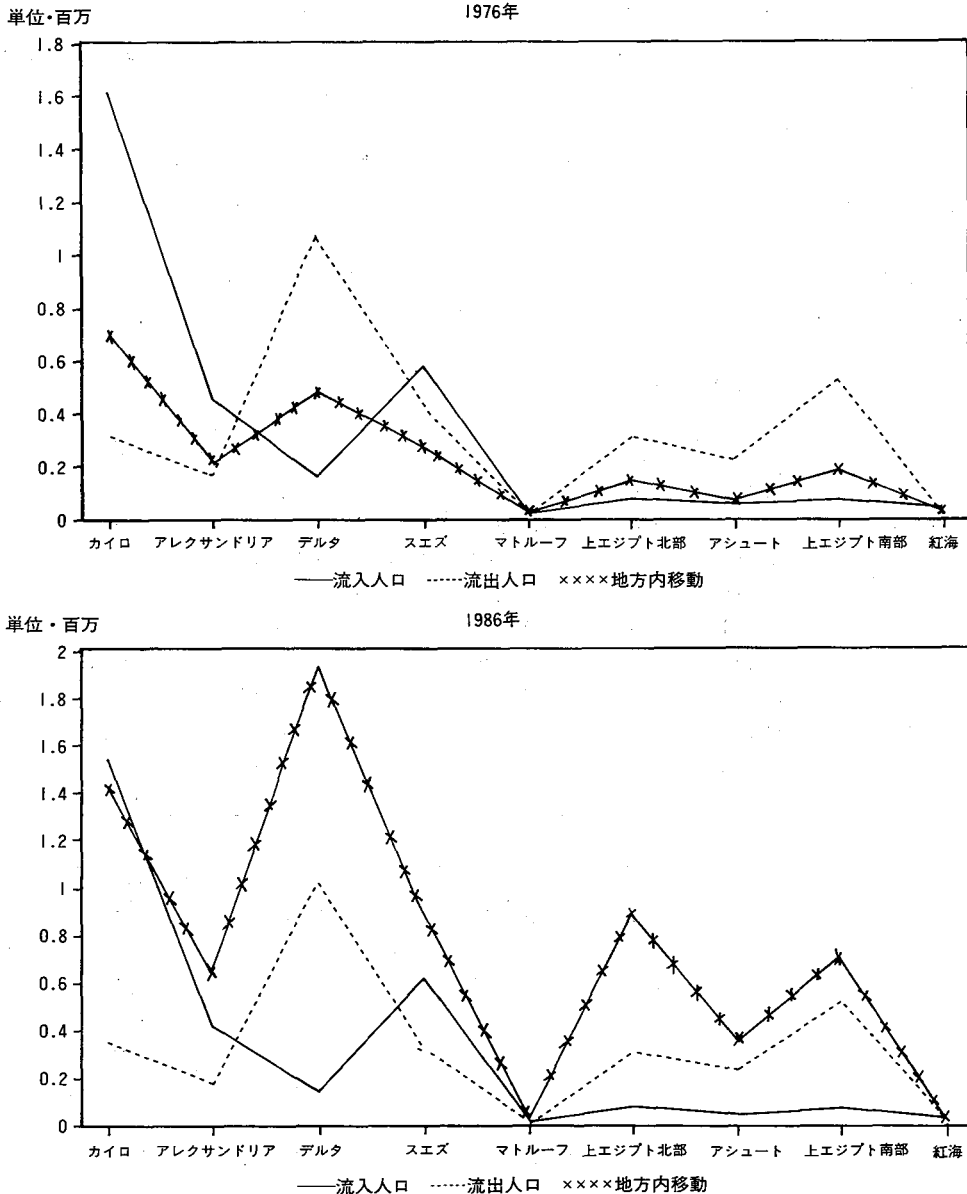 1976年
単位・百万
1.8
1.6
1.4
1.2
1
0.8
0.6
0.4
0.2
0
カイロ アレクサンドリア デルタ スエズ マトルーフ 上エジプト北部 アシュート 上エジプト南部 紅海
——流入人口 -----流出人口 ××××地方内移動
1986年
単位・百万
2
1.8
1.6
1.4
1.2
1
0.8
0.6
0.4
0.2
0
カイロ アレクサンドリア デルタ スエズ マトルーフ 上エジプト北部 アシュート 上エジプト南部 紅海
——流入人口 -----流出人口 ××××地方内移動